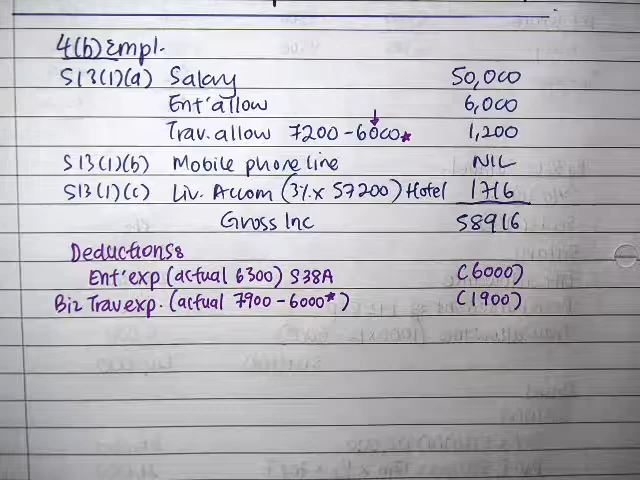 4(b) Empl.
S13(1)(a) Salary 50,000
Ent'allow 6,000
Trav.allow 7200 - 6000* 1,200
S13(1)(b) Mobile phone line NIL
S13(1)(c) Liv. Accom (3% x 57200) Hotel 1716
Gross Inc 58916
Deductions:
Ent'exp (actual 6300) S38A (6000)
Biz Trav exp. (actual 7900 - 6000*) (1900)